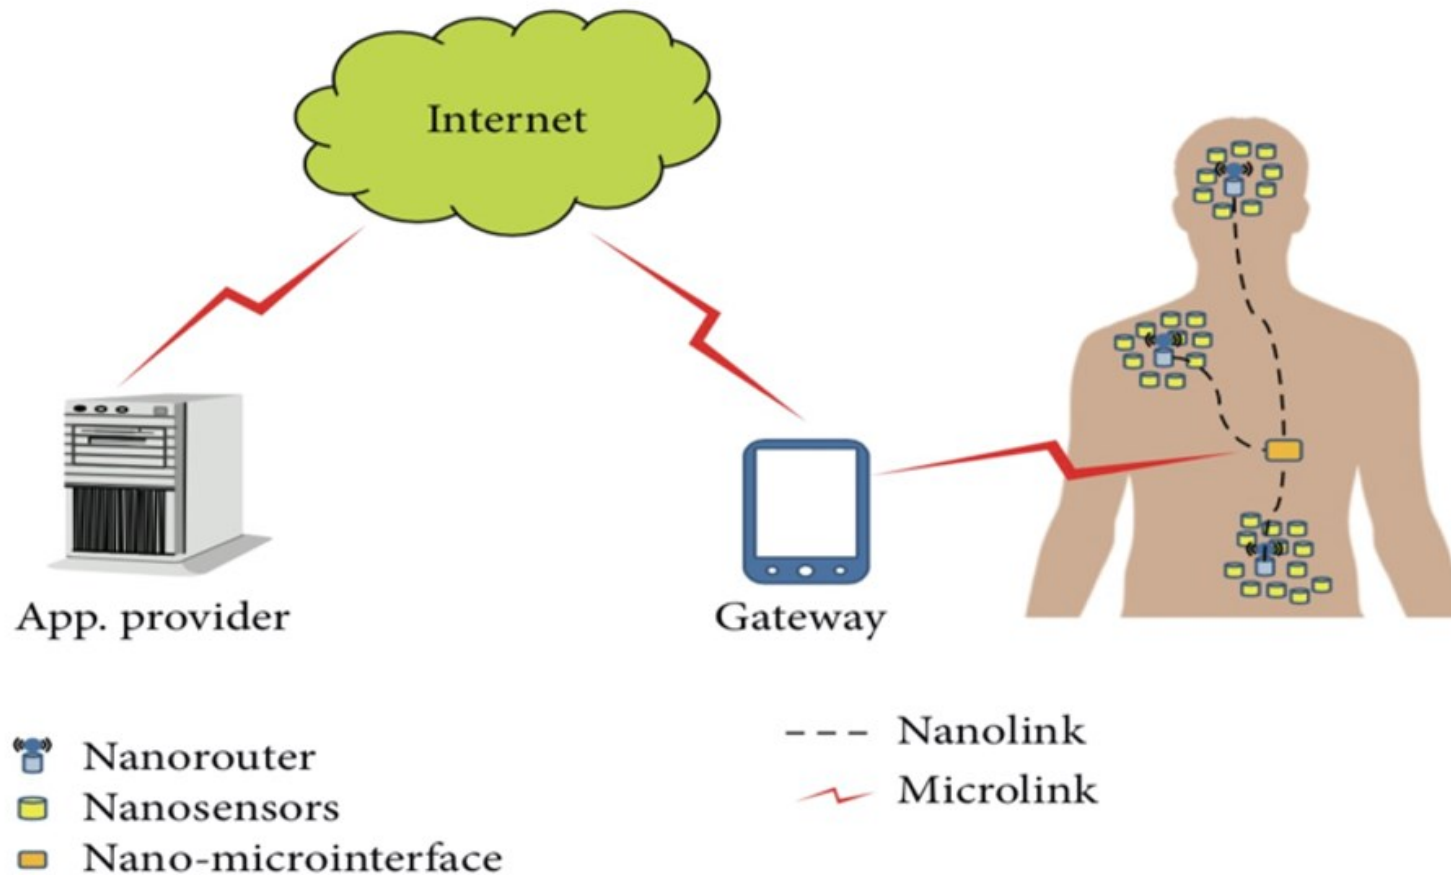 Internet
App. provider
Gateway
Nanorouter
Nanosensors
Nano-microinterface
Nanolink
Microlink